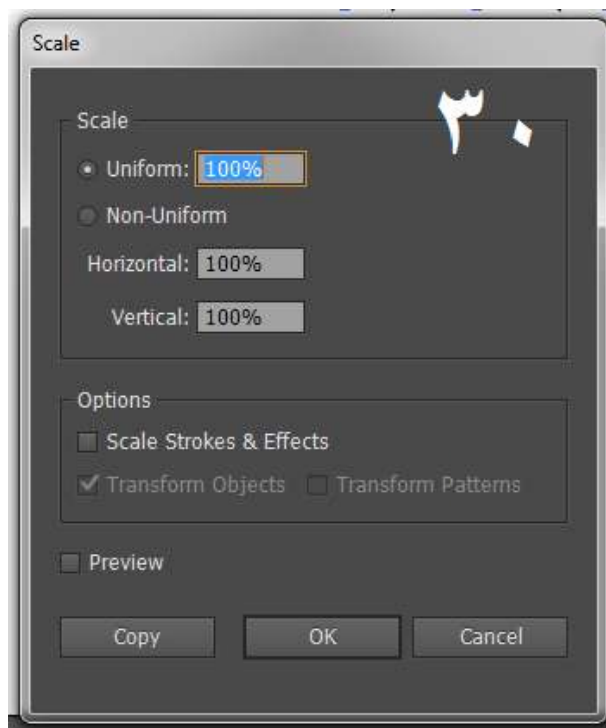 Scale
٣٠
Scale
Uniform: 100%
Non-Uniform
Horizontal: 100%
Vertical: 100%
Options
Scale Strokes & Effects
Transform Objects Transform Patterns
Preview
Copy OK Cancel